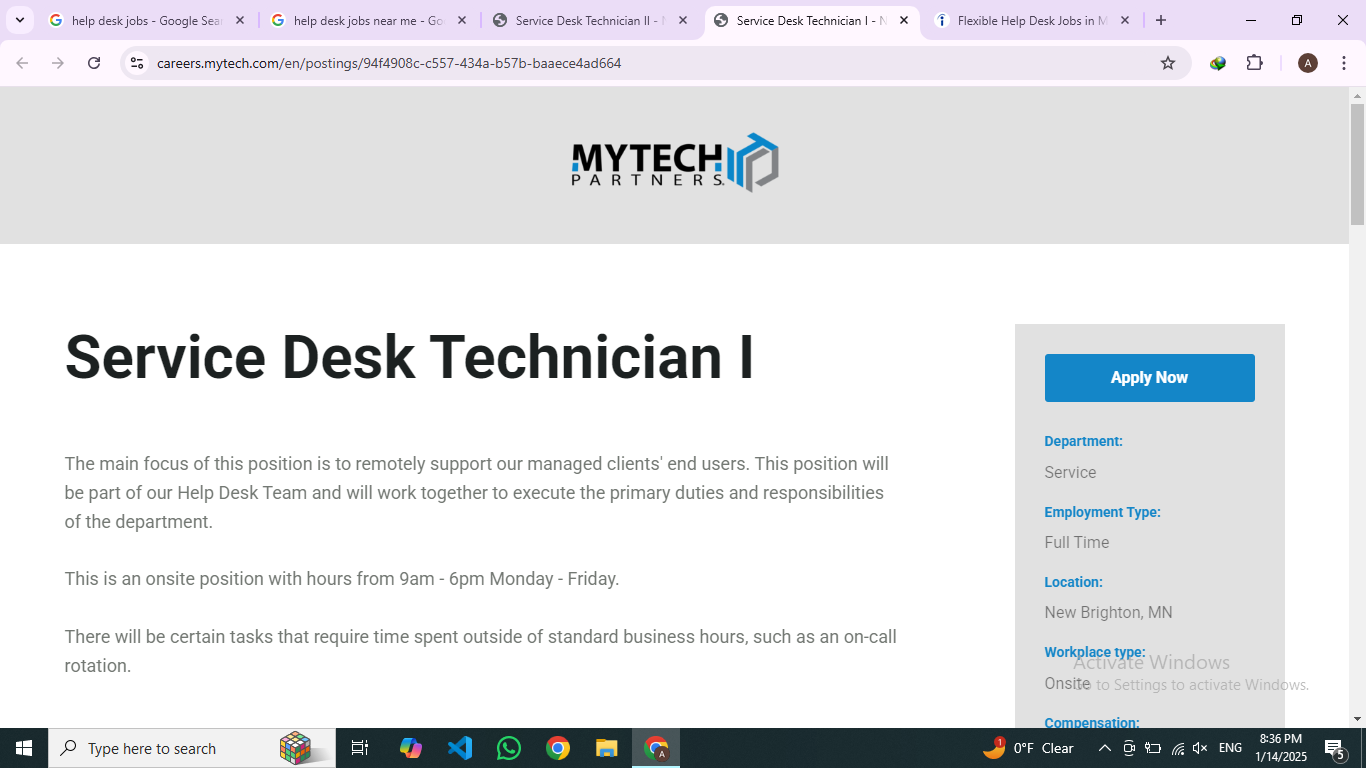 help desk jobs - Google Sear
help desk jobs near me - Go
Service Desk Technician II - N
Service Desk Technician I - N
Flexible Help Desk Jobs in M
careers.mytech.com/en/postings/94f4908c-c557-434a-b57b-baaece4ad664
A
MYTECH
PARTNERS
Service Desk Technician I
The main focus of this position is to remotely support our managed clients' end users. This position will
be part of our Help Desk Team and will work together to execute the primary duties and responsibilities
of the department.
This is an onsite position with hours from 9am - 6pm Monday - Friday.
There will be certain tasks that require time spent outside of standard business hours, such as an on-call
rotation.
Apply Now
Department:
Service
Employment Type:
Full Time
Location:
New Brighton, MN
Workplace type:
Onsite
Compensation:
Activate Windows
Go to Settings to activate Windows.
Type here to search
A
1
0°F Clear
ENG
8:36 PM
1/14/2025
5